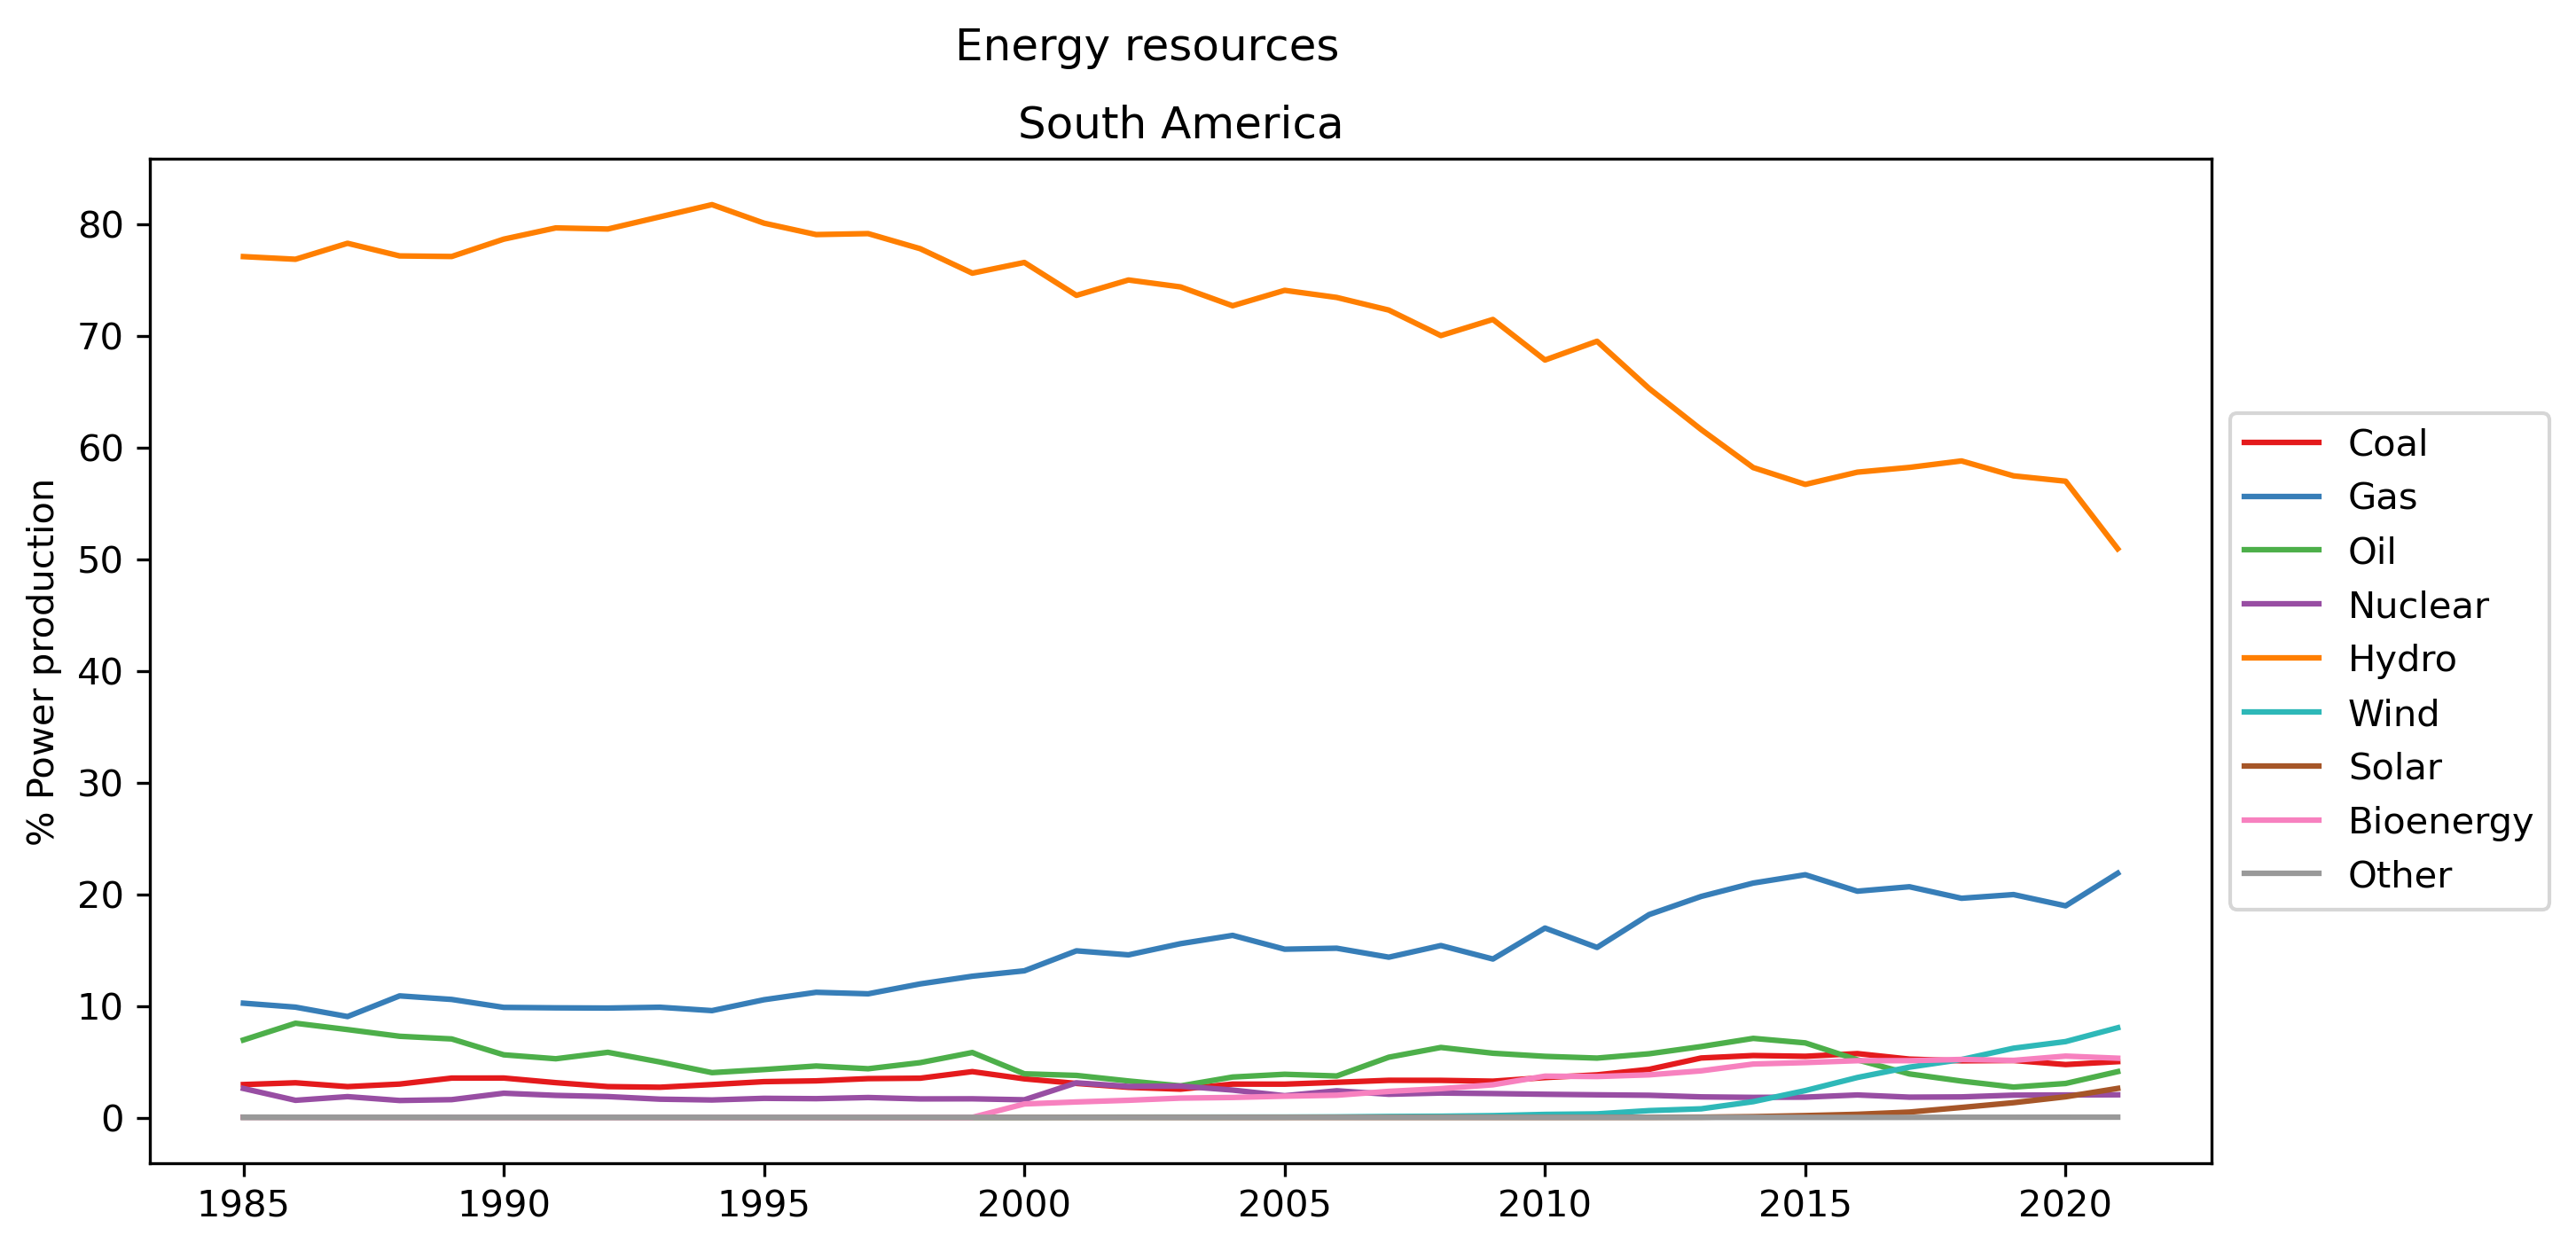 Energy resources
South America
% Power production
80
70
60
50
40
30
20
10
0
1985
1990
1995
2000
2005
2010
2015
2020
Coal
Gas
Oil
Nuclear
Hydro
Wind
Solar
Bioenergy
Other